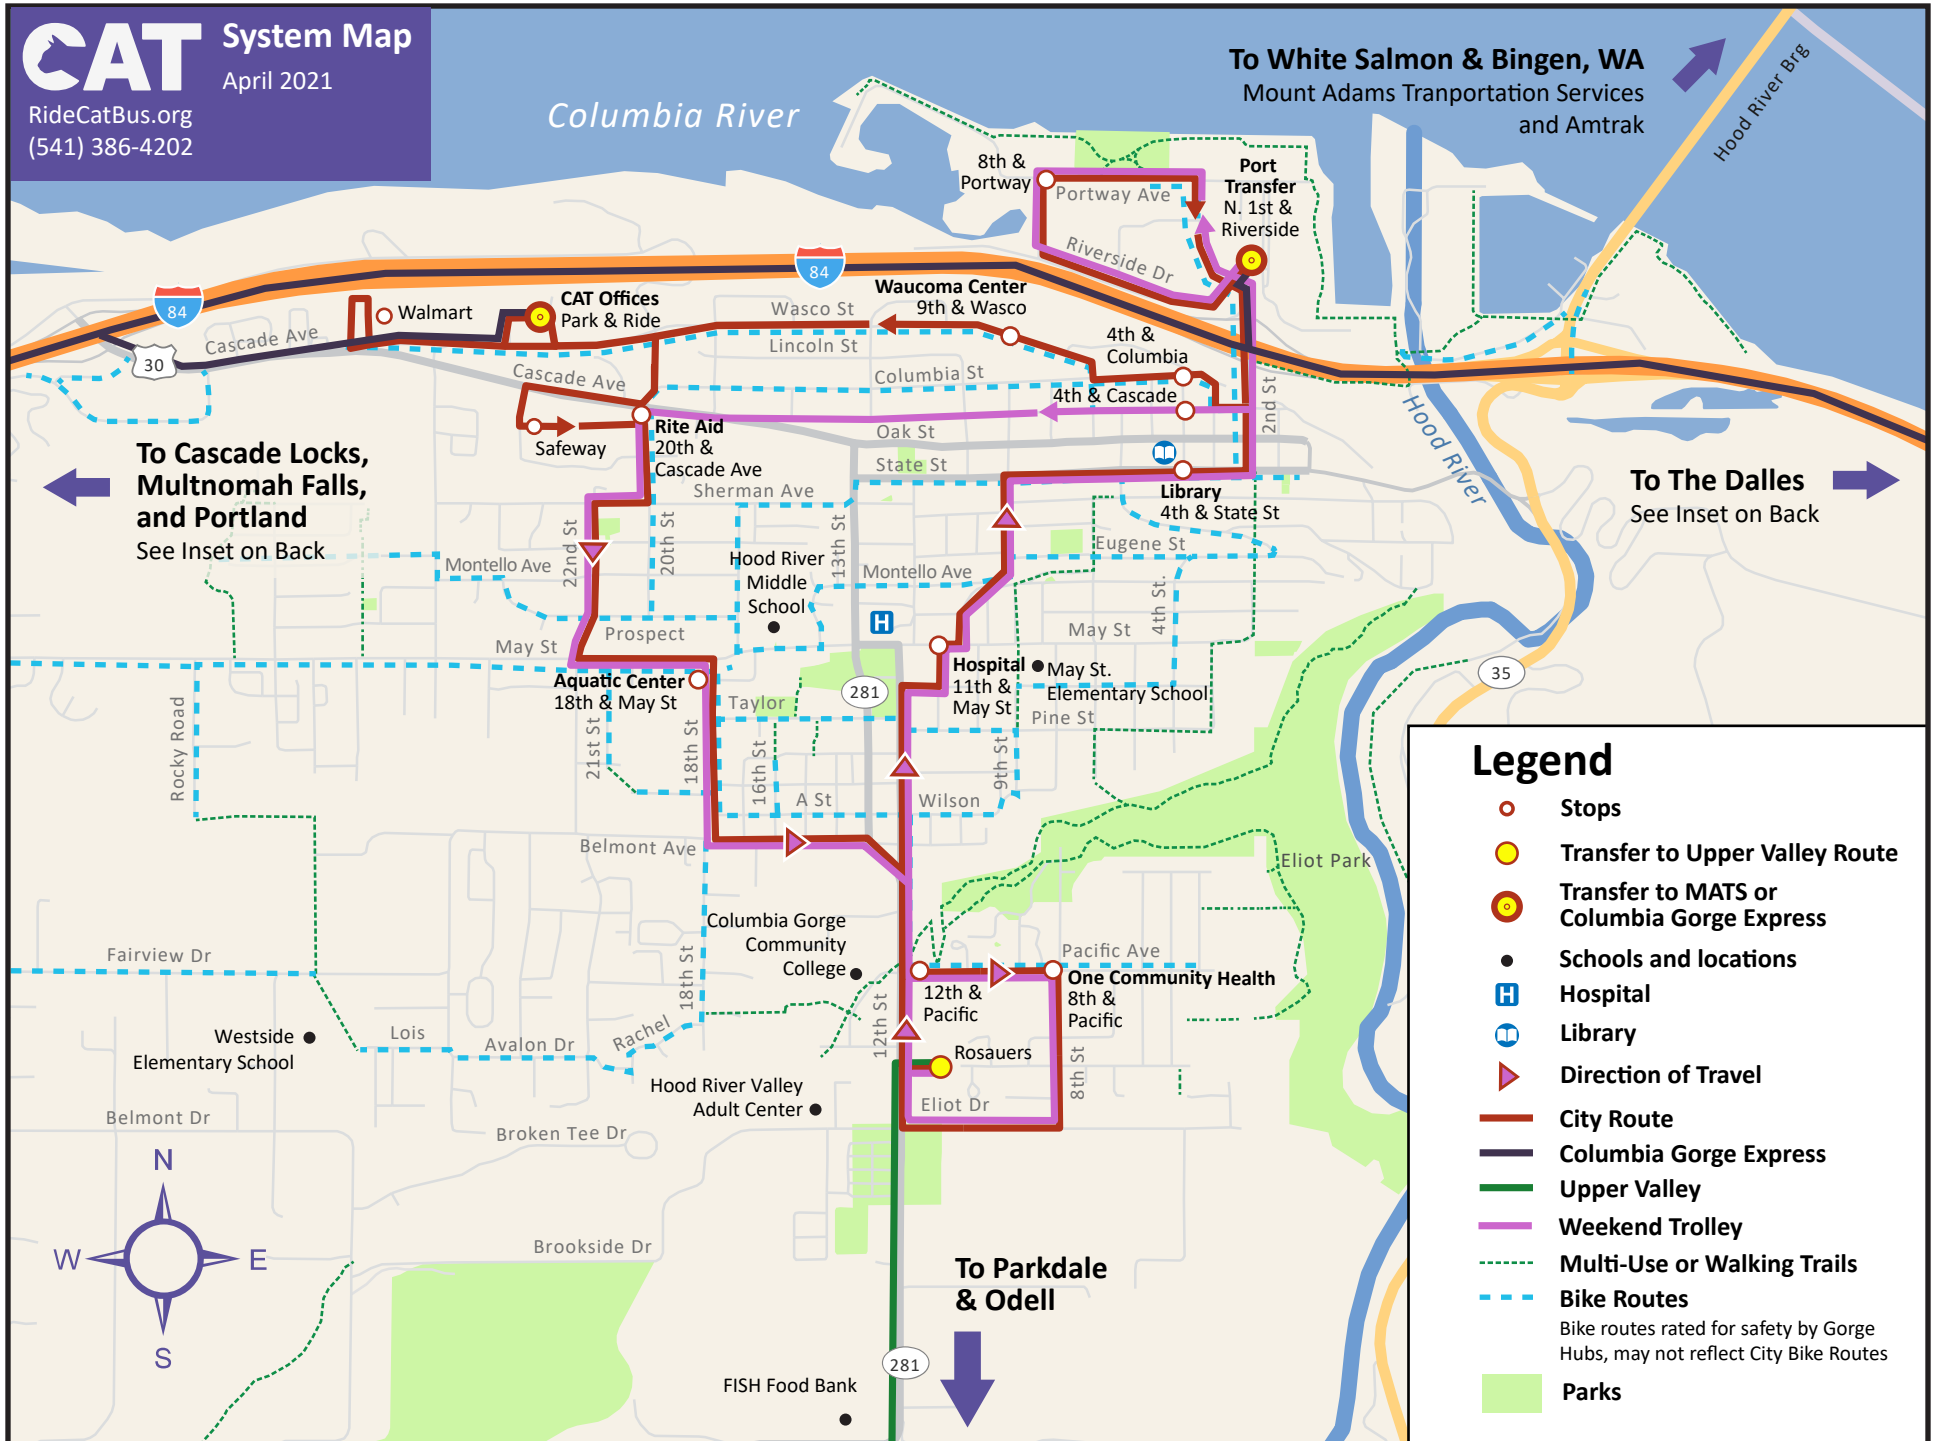 CAT
System Map
April 2021
RideCatBus.org
(541) 386-4202
Columbia River
To White Salmon & Bingen, WA
Mount Adams Tranportation Services
and Amtrak
Hood River Brg
8th &
Portway
Portway Ave
Port
Transfer
N. 1st &
Riverside
Riverside Dr
84
84
30
Cascade Ave
Walmart
CAT Offices
Park & Ride
Wasco St
Lincoln St
Waucoma Center
9th & Wasco
4th &
Columbia
Columbia St
4th & Cascade
Cascade Ave
Safeway
Rite Aid
20th &
Cascade Ave
Oak St
State St
2nd St
Hood River
Library
4th & State St
To Cascade Locks,
Multnomah Falls,
and Portland
See Inset on Back
To The Dalles
See Inset on Back
Sherman Ave
22nd St
20th St
13th St
Montello Ave
Montello Ave
Hood River
Middle
School
Eugene St
4th St.
H
May St
Prospect
May St
Aquatic Center
18th & May St
Hospital
11th &
May St
May St.
Elementary School
281
35
Taylor
Pine St
Rocky Road
21st St
18th St
16th St
9th St
A St
Wilson
Belmont Ave
Eliot Park
Columbia Gorge
Community
College
Fairview Dr
18th St
Pacific Ave
12th &
Pacific
One Community Health
8th &
Pacific
12th St
8th St
Westside
Elementary School
Lois
Avalon Dr
Rachel
Rosauers
Hood River Valley
Adult Center
Eliot Dr
Belmont Dr
Broken Tee Dr
N
W
E
S
Brookside Dr
To Parkdale
& Odell
281
FISH Food Bank
Legend
Stops
Transfer to Upper Valley Route
Transfer to MATS or
Columbia Gorge Express
Schools and locations
H
Hospital
Library
Direction of Travel
City Route
Columbia Gorge Express
Upper Valley
Weekend Trolley
Multi-Use or Walking Trails
Bike Routes
Bike routes rated for safety by Gorge
Hubs, may not reflect City Bike Routes
Parks